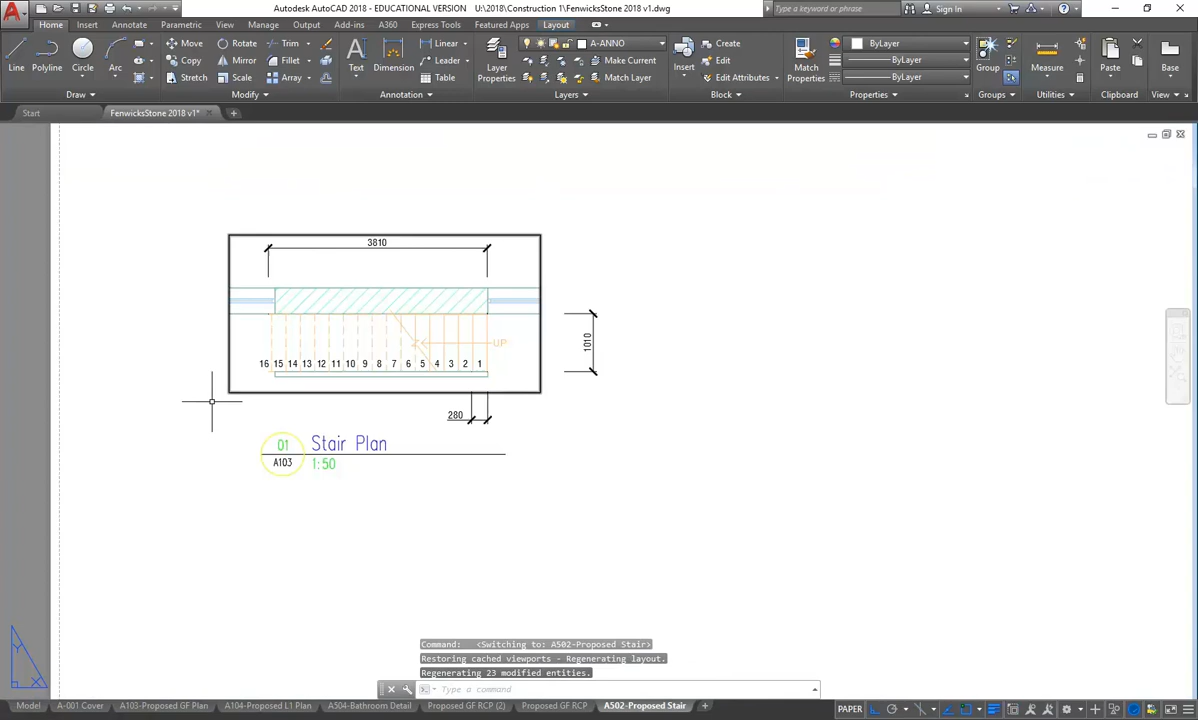 Autodesk AutoCAD 2018 - EDUCATIONAL VERSION U:\2018\Construction 1\FenwicksStone 2018 v1.dwg
Type a keyword or phrase
Sign In
Home Insert Annotate Parametric View Manage Output Add-ins A360 Express Tools Featured Apps Layout
Line Polyline Circle Arc
Move Rotate Trim
Copy Mirror Fillet
Stretch Scale Array
Text Dimension
Linear
Leader
Table
Layer Properties
A-ANNO
Make Current
Match Layer
Insert
Create
Edit
Edit Attributes
Match Properties
ByLayer
ByLayer
ByLayer
Group
Measure
Paste
Base
Draw Modify Annotation Layers Block Properties Groups Utilities Clipboard View
Start FenwicksStone 2018 v1*
3810
UP
16 15 14 13 12 11 10 9 8 7 6 5 4 3 2 1
1010
280
01 Stair Plan
A103 1:50
Y
X
Command: <Switching to: A502-Proposed Stair>
Restoring cached viewports - Regenerating layout.
Regenerating 23 modified entities.
Type a command
Model A-001 Cover A103-Proposed GF Plan A104-Proposed L1 Plan A504-Bathroom Detail Proposed GF RCP (2) Proposed GF RCP A502-Proposed Stair
PAPER